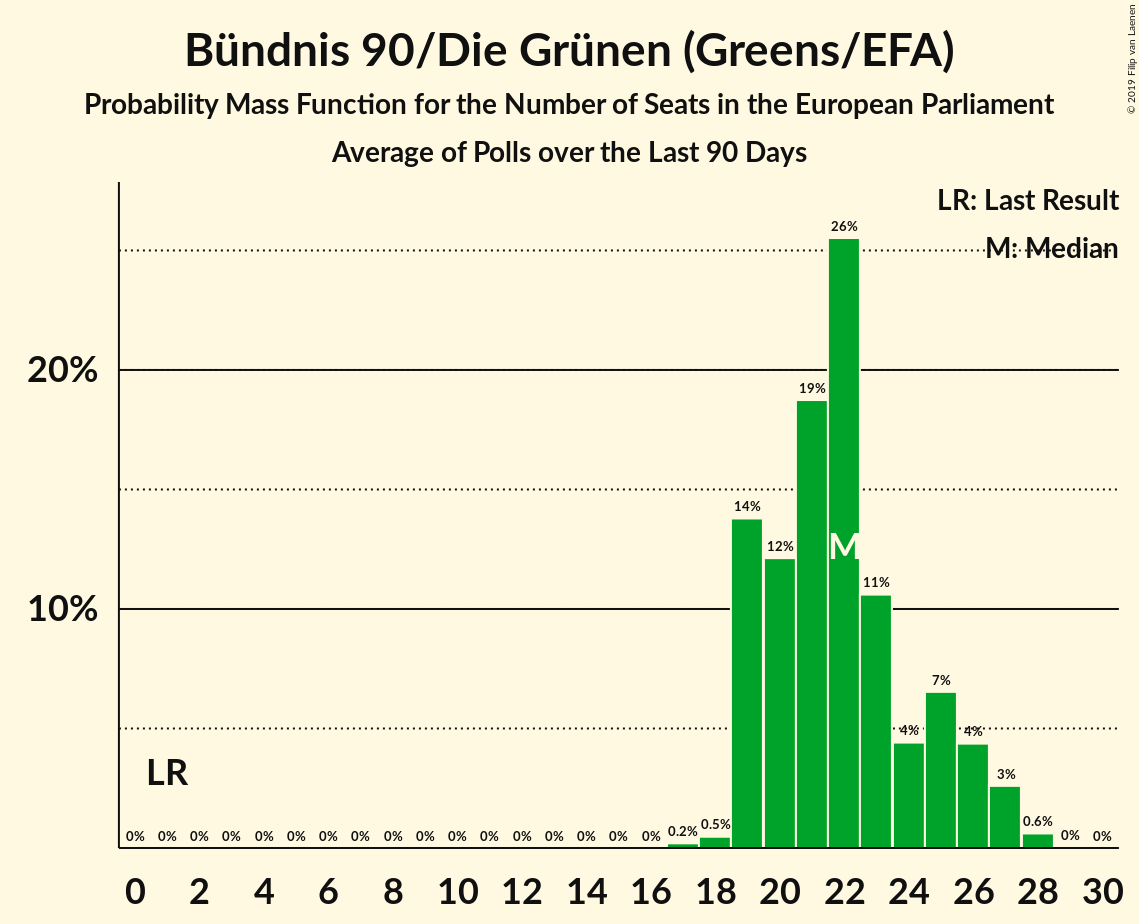 Bündnis 90/Die Grünen (Greens/EFA)
Probability Mass Function for the Number of Seats in the European Parliament
Average of Polls over the Last 90 Days
© 2019 Filip van Laenen
LR: Last Result
M: Median
26%
20%
19%
14%
12%
M
11%
10%
7%
4%
4%
LR
3%
0% 0% 0% 0% 0% 0% 0% 0% 0% 0% 0% 0% 0% 0% 0% 0% 0% 0.2% 0.5% 0.6% 0% 0%
0 2 4 6 8 10 12 14 16 18 20 22 24 26 28 30